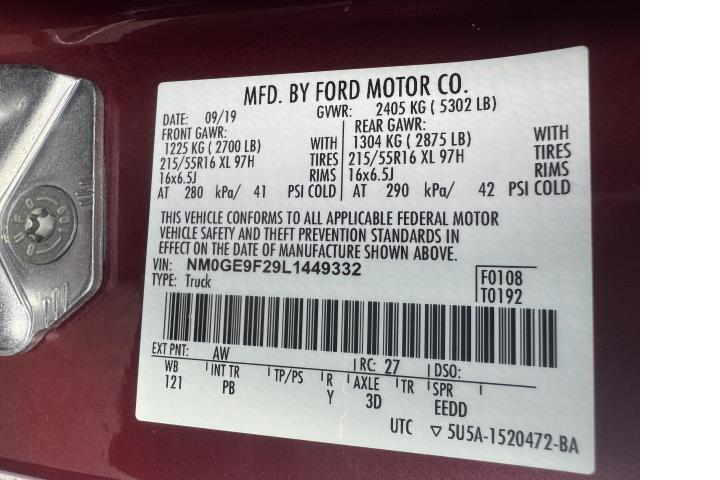 MFD. BY FORD MOTOR CO.
DATE: 09/19 GVWR: 2405 KG ( 5302 LB)
FRONT GAWR: REAR GAWR:
1225 KG ( 2700 LB) WITH 1304 KG ( 2875 LB) WITH
215/55R16 XL 97H TIRES 215/55R16 XL 97H TIRES
16x6.5J RIMS 16x6.5J RIMS
AT 280 kPa/ 41 PSI COLD AT 290 kPa/ 42 PSI COLD
THIS VEHICLE CONFORMS TO ALL APPLICABLE FEDERAL MOTOR
VEHICLE SAFETY AND THEFT PREVENTION STANDARDS IN
EFFECT ON THE DATE OF MANUFACTURE SHOWN ABOVE.
VIN: NM0GE9F29L1449332 F0108
TYPE: Truck T0192
EXT PNT: AW RC: 27 DSO:
WB INT TR TP/PS R AXLE TR SPR
121 PB Y 3D EEDD
UTC ▽ 5U5A-1520472-BA